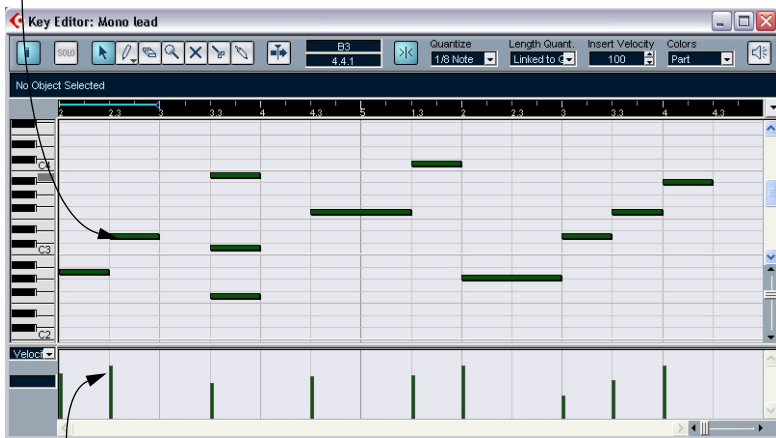 Key Editor: Mono lead
SOLO
B3
4.4.1
Quantize
1/8 Note
Length Quant.
Linked to
Insert Velocity
100
Colors
Part
No Object Selected
2 2.3 3 3.3 4 4.3 5 1.3 2 2.3 3 3.3 4 4.3
C4
C3
C2
Veloci